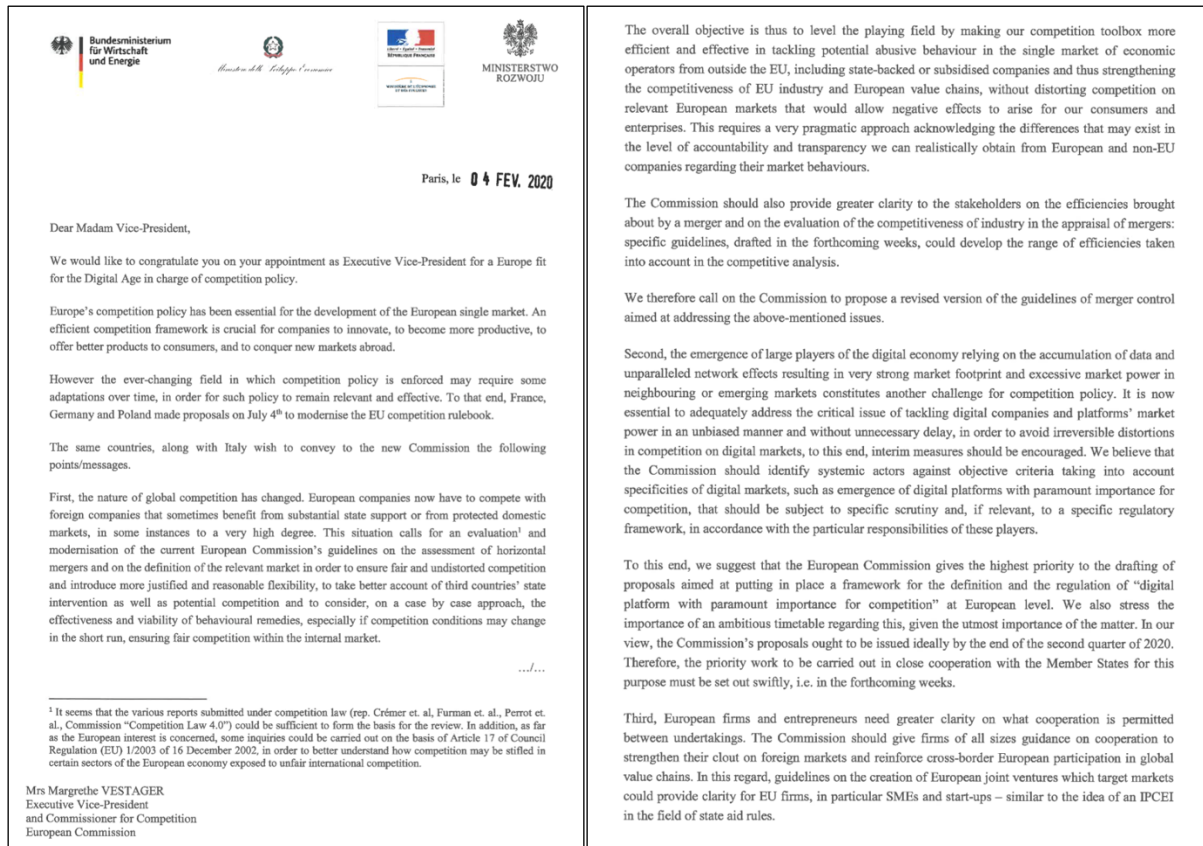 Bundesministerium
für Wirtschaft
und Energie
Ministero dello Sviluppo Economico
Liberté • Égalité • Fraternité
RÉPUBLIQUE FRANÇAISE
MINISTÈRE DE L'ÉCONOMIE
ET DES FINANCES
MINISTERSTWO
ROZWOJU
Paris, le 04 FEV. 2020
Dear Madam Vice-President,
We would like to congratulate you on your appointment as Executive Vice-President for a Europe fit
for the Digital Age in charge of competition policy.
Europe's competition policy has been essential for the development of the European single market. An
efficient competition framework is crucial for companies to innovate, to become more productive, to
offer better products to consumers, and to conquer new markets abroad.
However the ever-changing field in which competition policy is enforced may require some
adaptations over time, in order for such policy to remain relevant and effective. To that end, France,
Germany and Poland made proposals on July 4th to modernise the EU competition rulebook.
The same countries, along with Italy wish to convey to the new Commission the following
points/messages.
First, the nature of global competition has changed. European companies now have to compete with
foreign companies that sometimes benefit from substantial state support or from protected domestic
markets, in some instances to a very high degree. This situation calls for an evaluation¹ and
modernisation of the current European Commission's guidelines on the assessment of horizontal
mergers and on the definition of the relevant market in order to ensure fair and undistorted competition
and introduce more justified and reasonable flexibility, to take better account of third countries' state
intervention as well as potential competition and to consider, on a case by case approach, the
effectiveness and viability of behavioural remedies, especially if competition conditions may change
in the short run, ensuring fair competition within the internal market.
.../...
¹ It seems that the various reports submitted under competition law (rep. Crémer et. al, Furman et. al., Perrot et.
al., Commission "Competition Law 4.0") could be sufficient to form the basis for the review. In addition, as far
as the European interest is concerned, some inquiries could be carried out on the basis of Article 17 of Council
Regulation (EU) 1/2003 of 16 December 2002, in order to better understand how competition may be stifled in
certain sectors of the European economy exposed to unfair international competition.
Mrs Margrethe VESTAGER
Executive Vice-President
and Commissioner for Competition
European Commission
The overall objective is thus to level the playing field by making our competition toolbox more
efficient and effective in tackling potential abusive behaviour in the single market of economic
operators from outside the EU, including state-backed or subsidised companies and thus strengthening
the competitiveness of EU industry and European value chains, without distorting competition on
relevant European markets that would allow negative effects to arise for our consumers and
enterprises. This requires a very pragmatic approach acknowledging the differences that may exist in
the level of accountability and transparency we can realistically obtain from European and non-EU
companies regarding their market behaviours.
The Commission should also provide greater clarity to the stakeholders on the efficiencies brought
about by a merger and on the evaluation of the competitiveness of industry in the appraisal of mergers:
specific guidelines, drafted in the forthcoming weeks, could develop the range of efficiencies taken
into account in the competitive analysis.
We therefore call on the Commission to propose a revised version of the guidelines of merger control
aimed at addressing the above-mentioned issues.
Second, the emergence of large players of the digital economy relying on the accumulation of data and
unparalleled network effects resulting in very strong market footprint and excessive market power in
neighbouring or emerging markets constitutes another challenge for competition policy. It is now
essential to adequately address the critical issue of tackling digital companies and platforms' market
power in an unbiased manner and without unnecessary delay, in order to avoid irreversible distortions
in competition on digital markets, to this end, interim measures should be encouraged. We believe that
the Commission should identify systemic actors against objective criteria taking into account
specificities of digital markets, such as emergence of digital platforms with paramount importance for
competition, that should be subject to specific scrutiny and, if relevant, to a specific regulatory
framework, in accordance with the particular responsibilities of these players.
To this end, we suggest that the European Commission gives the highest priority to the drafting of
proposals aimed at putting in place a framework for the definition and the regulation of "digital
platform with paramount importance for competition" at European level. We also stress the
importance of an ambitious timetable regarding this, given the utmost importance of the matter. In our
view, the Commission's proposals ought to be issued ideally by the end of the second quarter of 2020.
Therefore, the priority work to be carried out in close cooperation with the Member States for this
purpose must be set out swiftly, i.e. in the forthcoming weeks.
Third, European firms and entrepreneurs need greater clarity on what cooperation is permitted
between undertakings. The Commission should give firms of all sizes guidance on cooperation to
strengthen their clout on foreign markets and reinforce cross-border European participation in global
value chains. In this regard, guidelines on the creation of European joint ventures which target markets
could provide clarity for EU firms, in particular SMEs and start-ups – similar to the idea of an IPCEI
in the field of state aid rules.